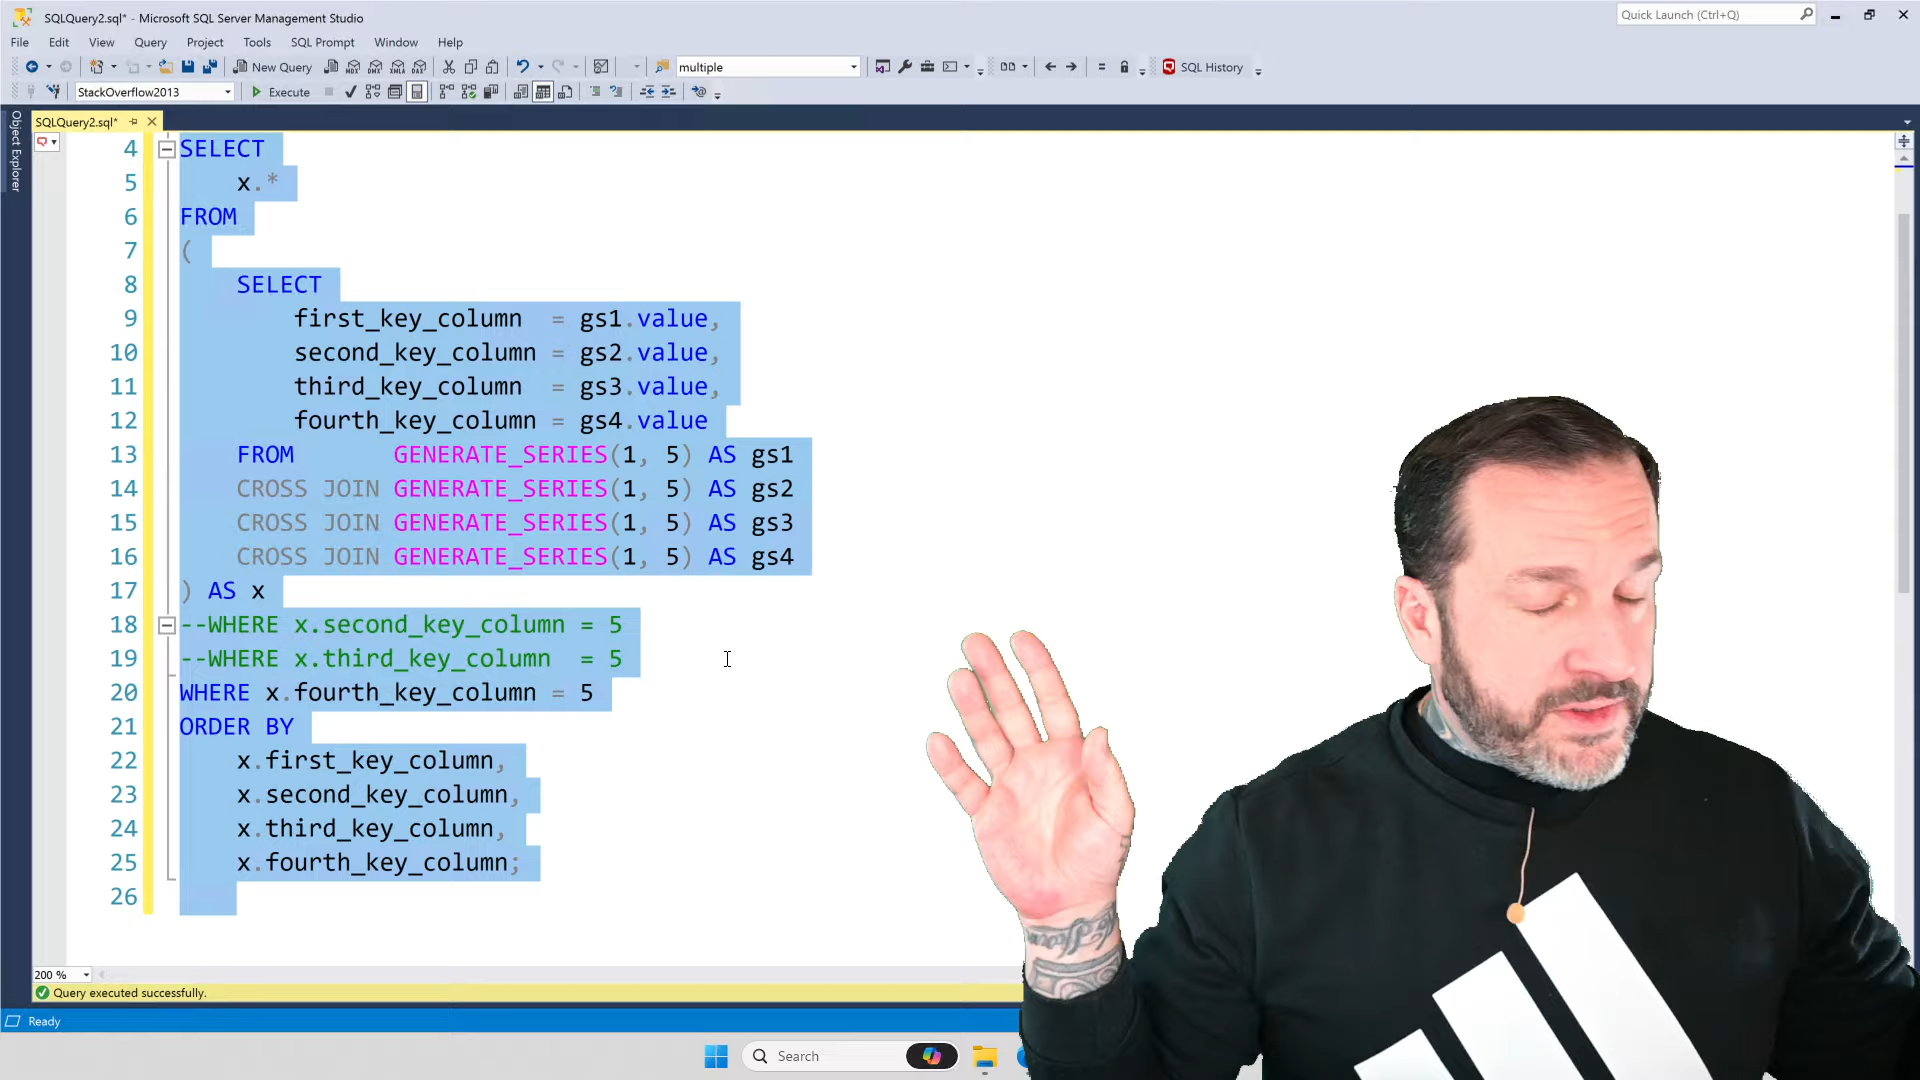 SQLQuery2.sql* - Microsoft SQL Server Management Studio
Quick Launch (Ctrl+Q)
File Edit View Query Project Tools SQL Prompt Window Help
New Query
multiple
SQL History
StackOverflow2013
Execute
SQLQuery2.sql*
Object Explorer
4 SELECT
5 x.*
6 FROM
7 (
8 SELECT
9 first_key_column = gs1.value,
10 second_key_column = gs2.value,
11 third_key_column = gs3.value,
12 fourth_key_column = gs4.value
13 FROM GENERATE_SERIES(1, 5) AS gs1
14 CROSS JOIN GENERATE_SERIES(1, 5) AS gs2
15 CROSS JOIN GENERATE_SERIES(1, 5) AS gs3
16 CROSS JOIN GENERATE_SERIES(1, 5) AS gs4
17 ) AS x
18 --WHERE x.second_key_column = 5
19 --WHERE x.third_key_column = 5
20 WHERE x.fourth_key_column = 5
21 ORDER BY
22 x.first_key_column,
23 x.second_key_column,
24 x.third_key_column,
25 x.fourth_key_column;
26
200 %
Query executed successfully.
Ready
Search